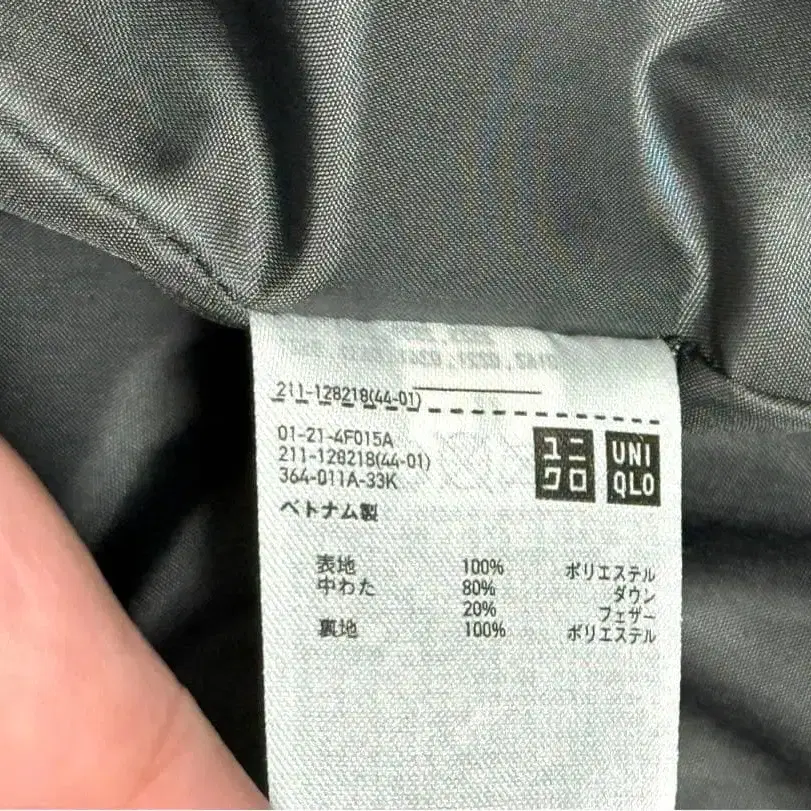 211-128218(44-01)
01-21-4F015A
211-128218(44-01)
364-011A-33K
ユニクロ UNIQLO
ベトナム製
表地 100% ポリエステル
中わた 80% ダウン
20% フェザー
裏地 100% ポリエステル